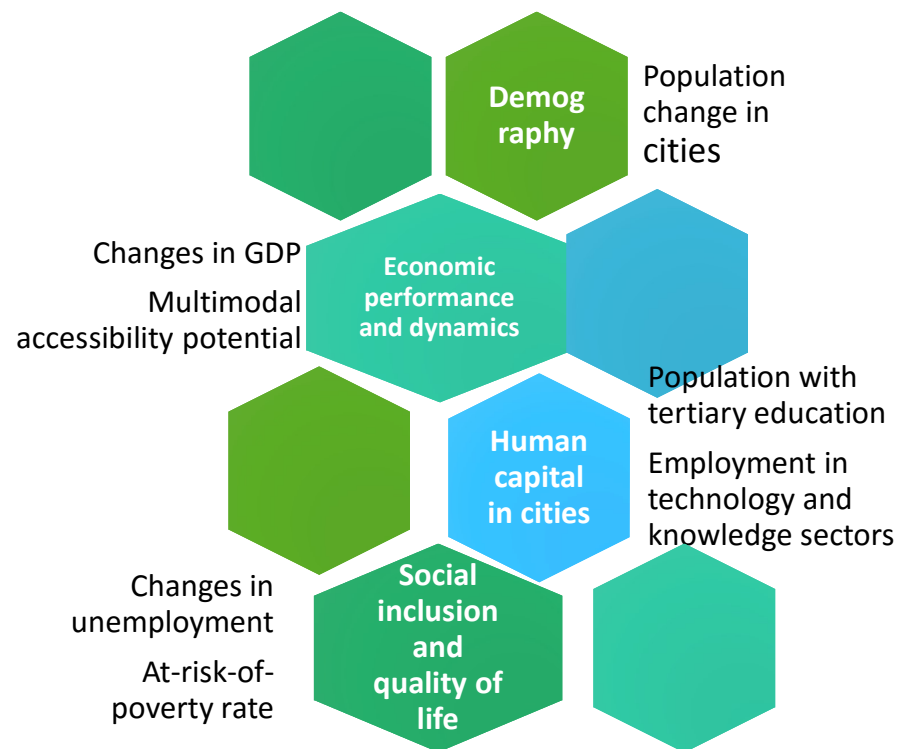 Demog
raphy
Population
change in
cities
Changes in GDP
Multimodal
accessibility potential
Economic
performance
and dynamics
Human
capital
in cities
Population with
tertiary education
Employment in
technology and
knowledge sectors
Changes in
unemployment
At-risk-of-
poverty rate
Social
inclusion
and
quality of
life